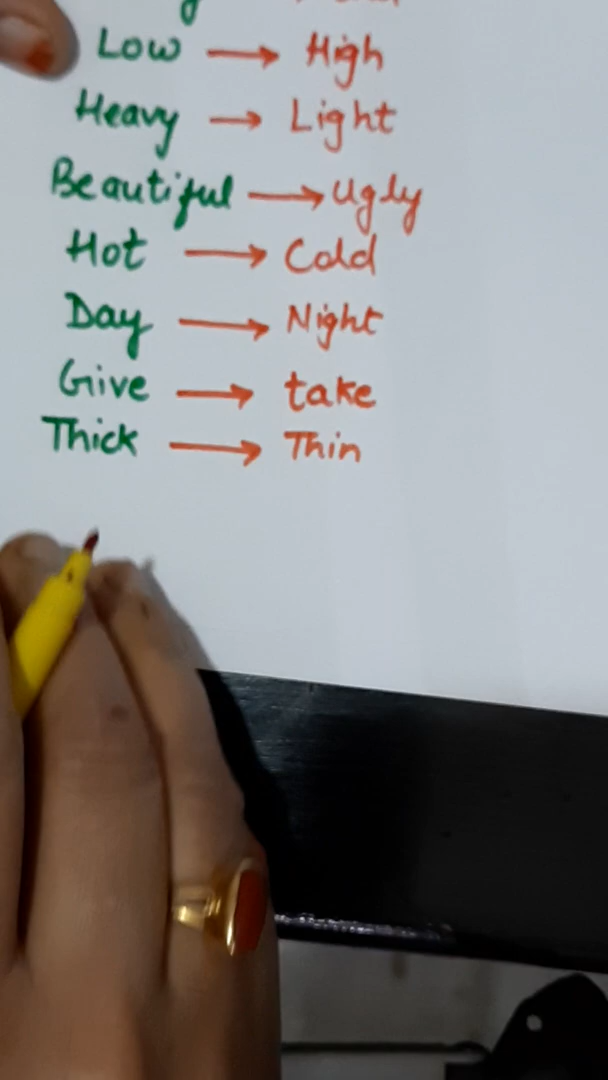 Low → High
Heavy → Light
Beautiful → Ugly
Hot → Cold
Day → Night
Give → take
Thick → Thin